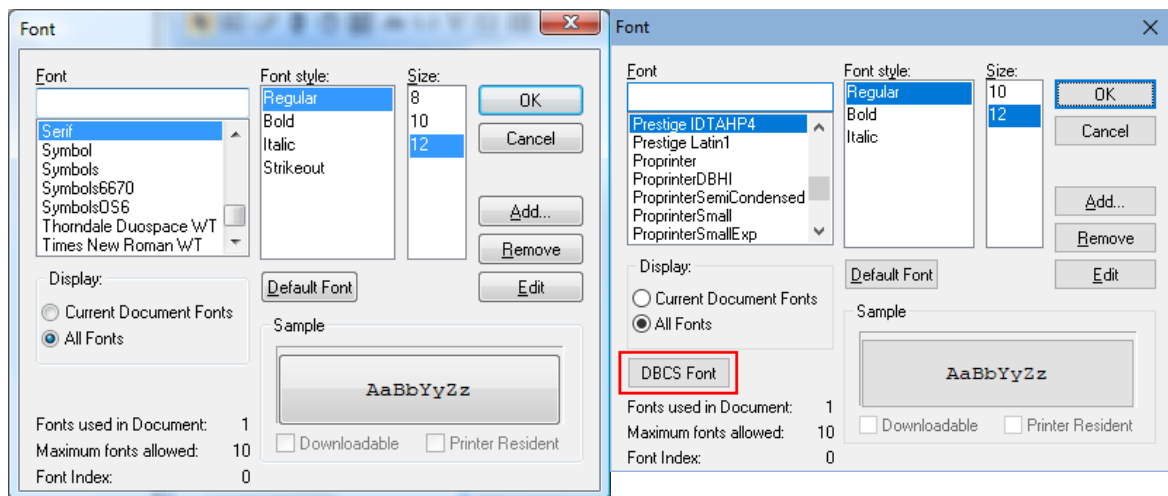 Font
Font
Font style:
Size:
Serif
Symbol
Symbols
Symbols6670
SymbolsOS6
Thorndale Duospace WT
Times New Roman WT
Regular
Bold
Italic
Strikeout
8
10
12
OK
Cancel
Add...
Remove
Edit
Display:
Current Document Fonts
All Fonts
Default Font
Sample
AaBbYyZz
Downloadable
Printer Resident
Fonts used in Document: 1
Maximum fonts allowed: 10
Font Index: 0
Font
Font
Font style:
Size:
Prestige IDTAHP4
Prestige Latin1
Proprinter
ProprinterDBHI
ProprinterSemiCondensed
ProprinterSmall
ProprinterSmallExp
Regular
Bold
Italic
10
12
OK
Cancel
Add...
Remove
Edit
Display:
Current Document Fonts
All Fonts
Default Font
Sample
AaBbYyZz
DBCS Font
Downloadable
Printer Resident
Fonts used in Document: 1
Maximum fonts allowed: 10
Font Index: 0